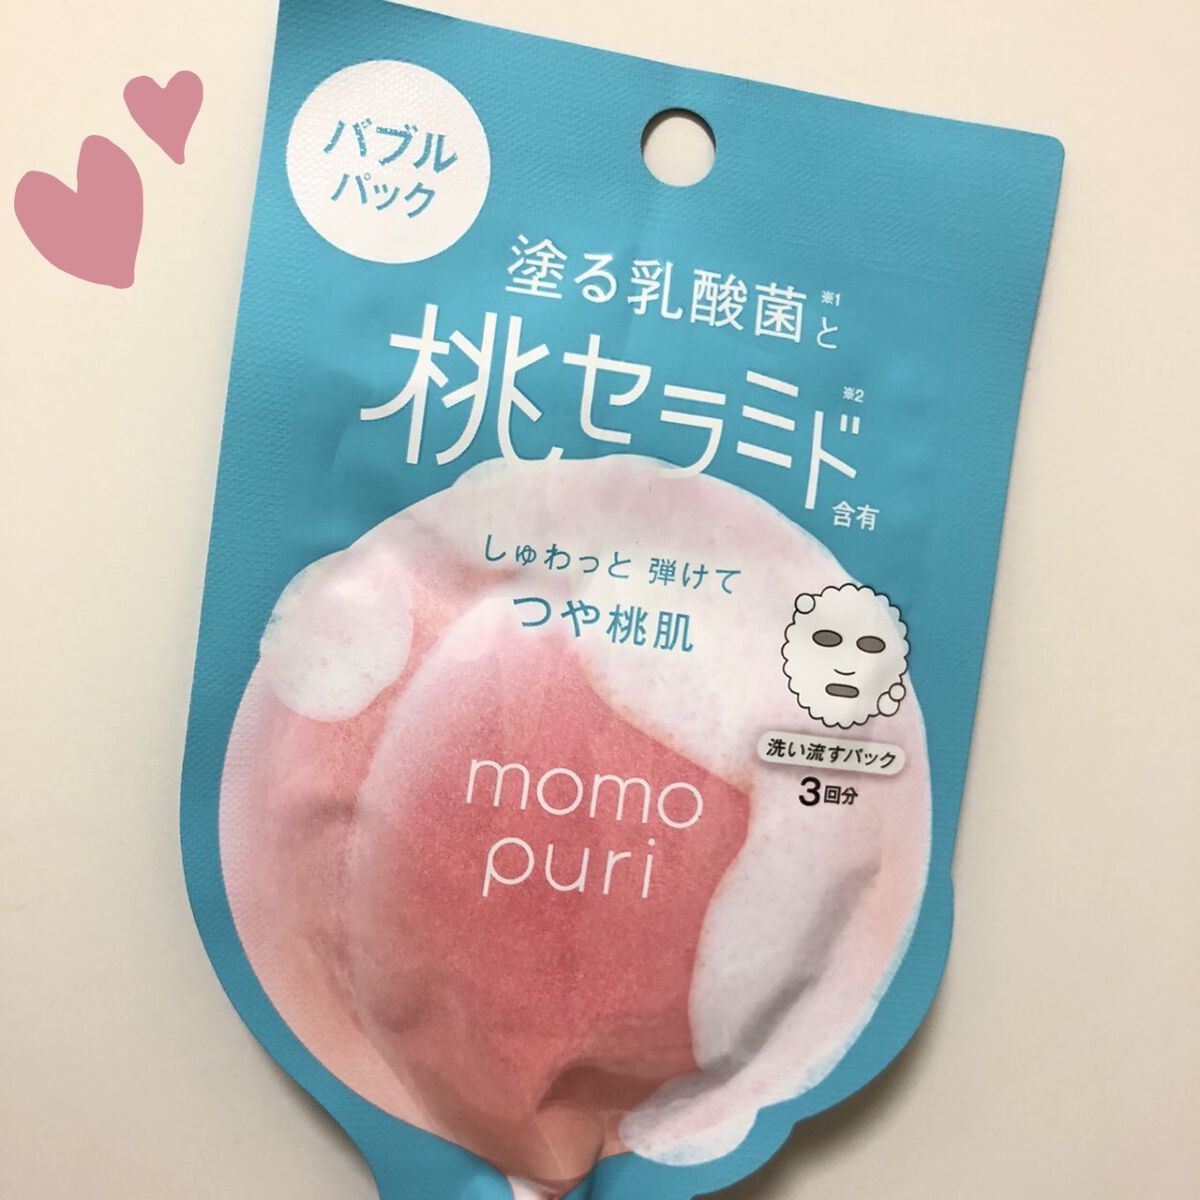 バブル
パック
塗る乳酸菌※1と
桃セラミド※2
含有
しゅわっと 弾けて
つや桃肌
洗い流すパック
3回分
momo
puri